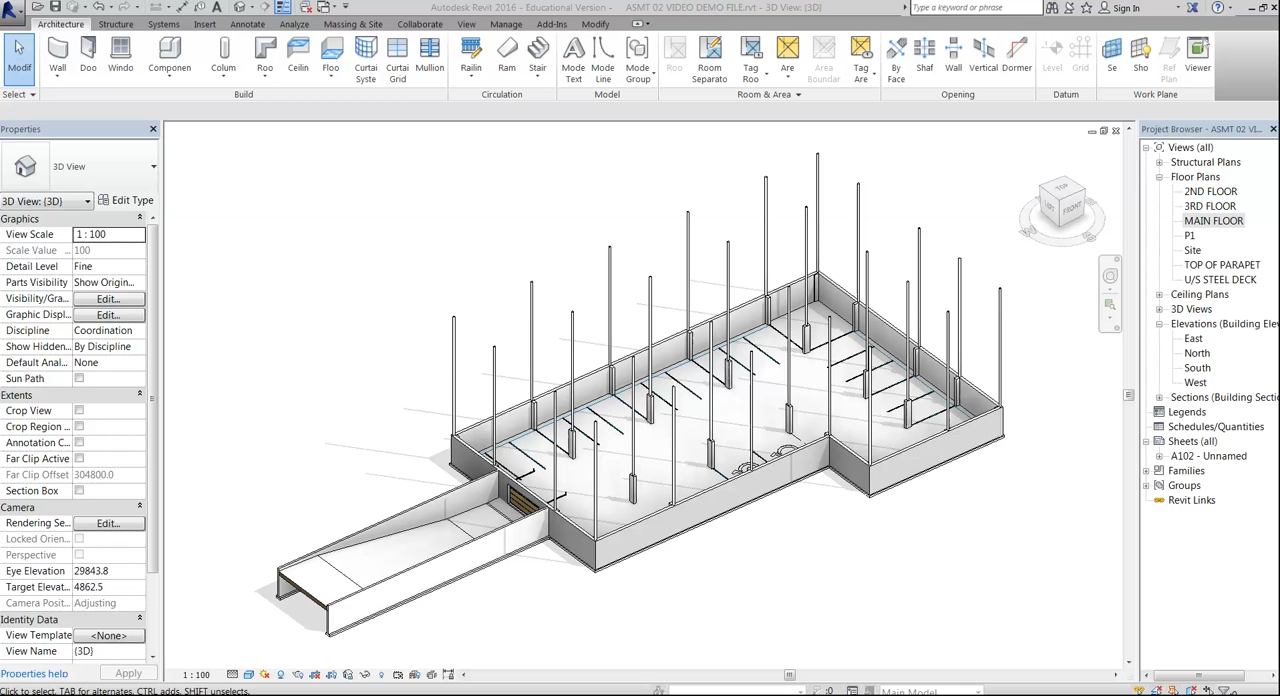 Autodesk Revit 2016 - Educational Version - ASMT 02 VIDEO DEMO FILE.rvt - 3D View: {3D}
Type a keyword or phrase
Sign In
Architecture Structure Systems Insert Annotate Analyze Massing & Site Collaborate View Manage Add-Ins Modify
Modif Wall Doo Windo Component Colum Roo Ceilin Floo Curtai Curtai Mullion Railin Ram Stair Mode Mode Mode Roo Room Tag Are Area Tag By Shaf Wall Vertical Dormer Level Grid Se Sho Ref Viewer
Syste Grid Text Line Group Separato Roo Boundar Are Face Plan
Select Build Circulation Model Room & Area Opening Datum Work Plane
Properties
3D View
3D View: {3D} Edit Type
Graphics
View Scale 1 : 100
Scale Value ... 100
Detail Level Fine
Parts Visibility Show Origin...
Visibility/Gra... Edit...
Graphic Displ... Edit...
Discipline Coordination
Show Hidden... By Discipline
Default Anal... None
Sun Path
Extents
Crop View
Crop Region ...
Annotation C...
Far Clip Active
Far Clip Offset 304800.0
Section Box
Camera
Rendering Se... Edit...
Locked Orien...
Perspective
Eye Elevation 29843.8
Target Elevat... 4862.5
Camera Posit... Adjusting
Identity Data
View Template <None>
View Name {3D}
Properties help Apply
TOP
LEFT FRONT
1 : 100
Project Browser - ASMT 02 VI...
Views (all)
Structural Plans
Floor Plans
2ND FLOOR
3RD FLOOR
MAIN FLOOR
P1
Site
TOP OF PARAPET
U/S STEEL DECK
Ceiling Plans
3D Views
Elevations (Building Elev
East
North
South
West
Sections (Building Secti
Legends
Schedules/Quantities
Sheets (all)
A102 - Unnamed
Families
Groups
Revit Links
Click to select, TAB for alternates, CTRL adds, SHIFT unselects.
:0
Main Model